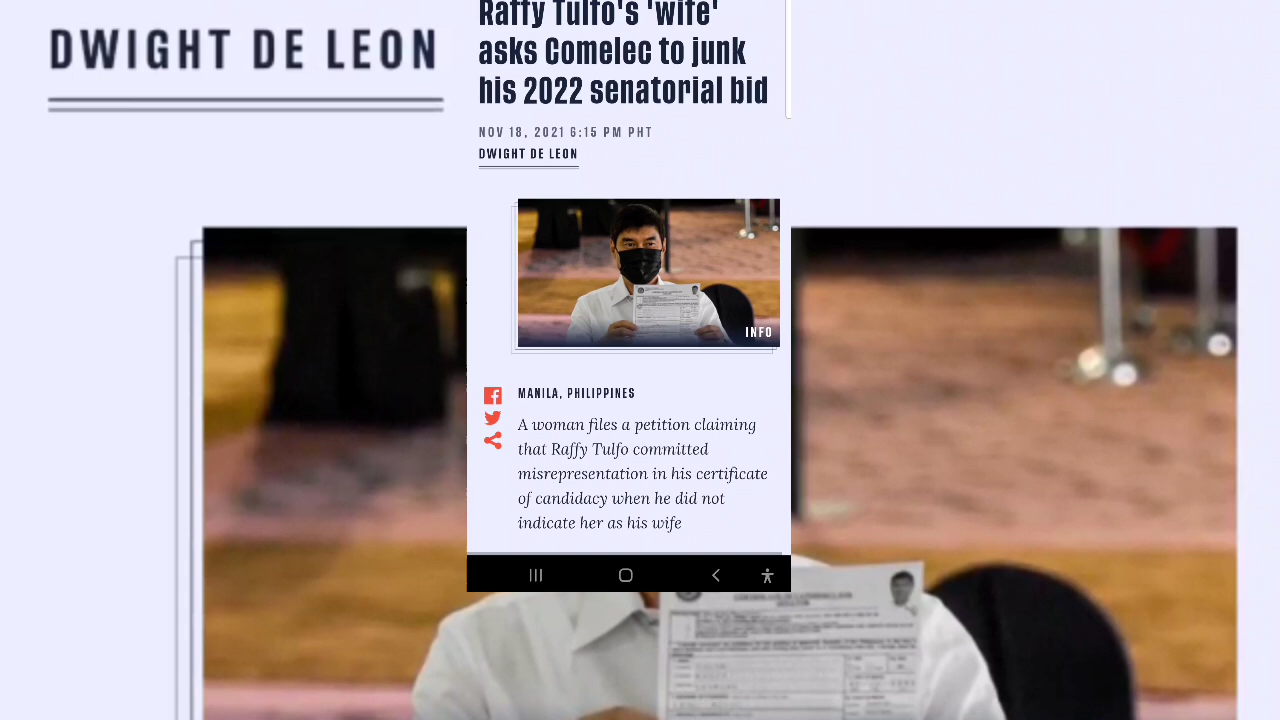 DWIGHT DE LEON
Raffy Tulfo's 'wife'
asks Comelec to junk
his 2022 senatorial bid
NOV 18, 2021 6:15 PM PHT
DWIGHT DE LEON
INFO
MANILA, PHILIPPINES
A woman files a petition claiming
that Raffy Tulfo committed
misrepresentation in his certificate
of candidacy when he did not
indicate her as his wife